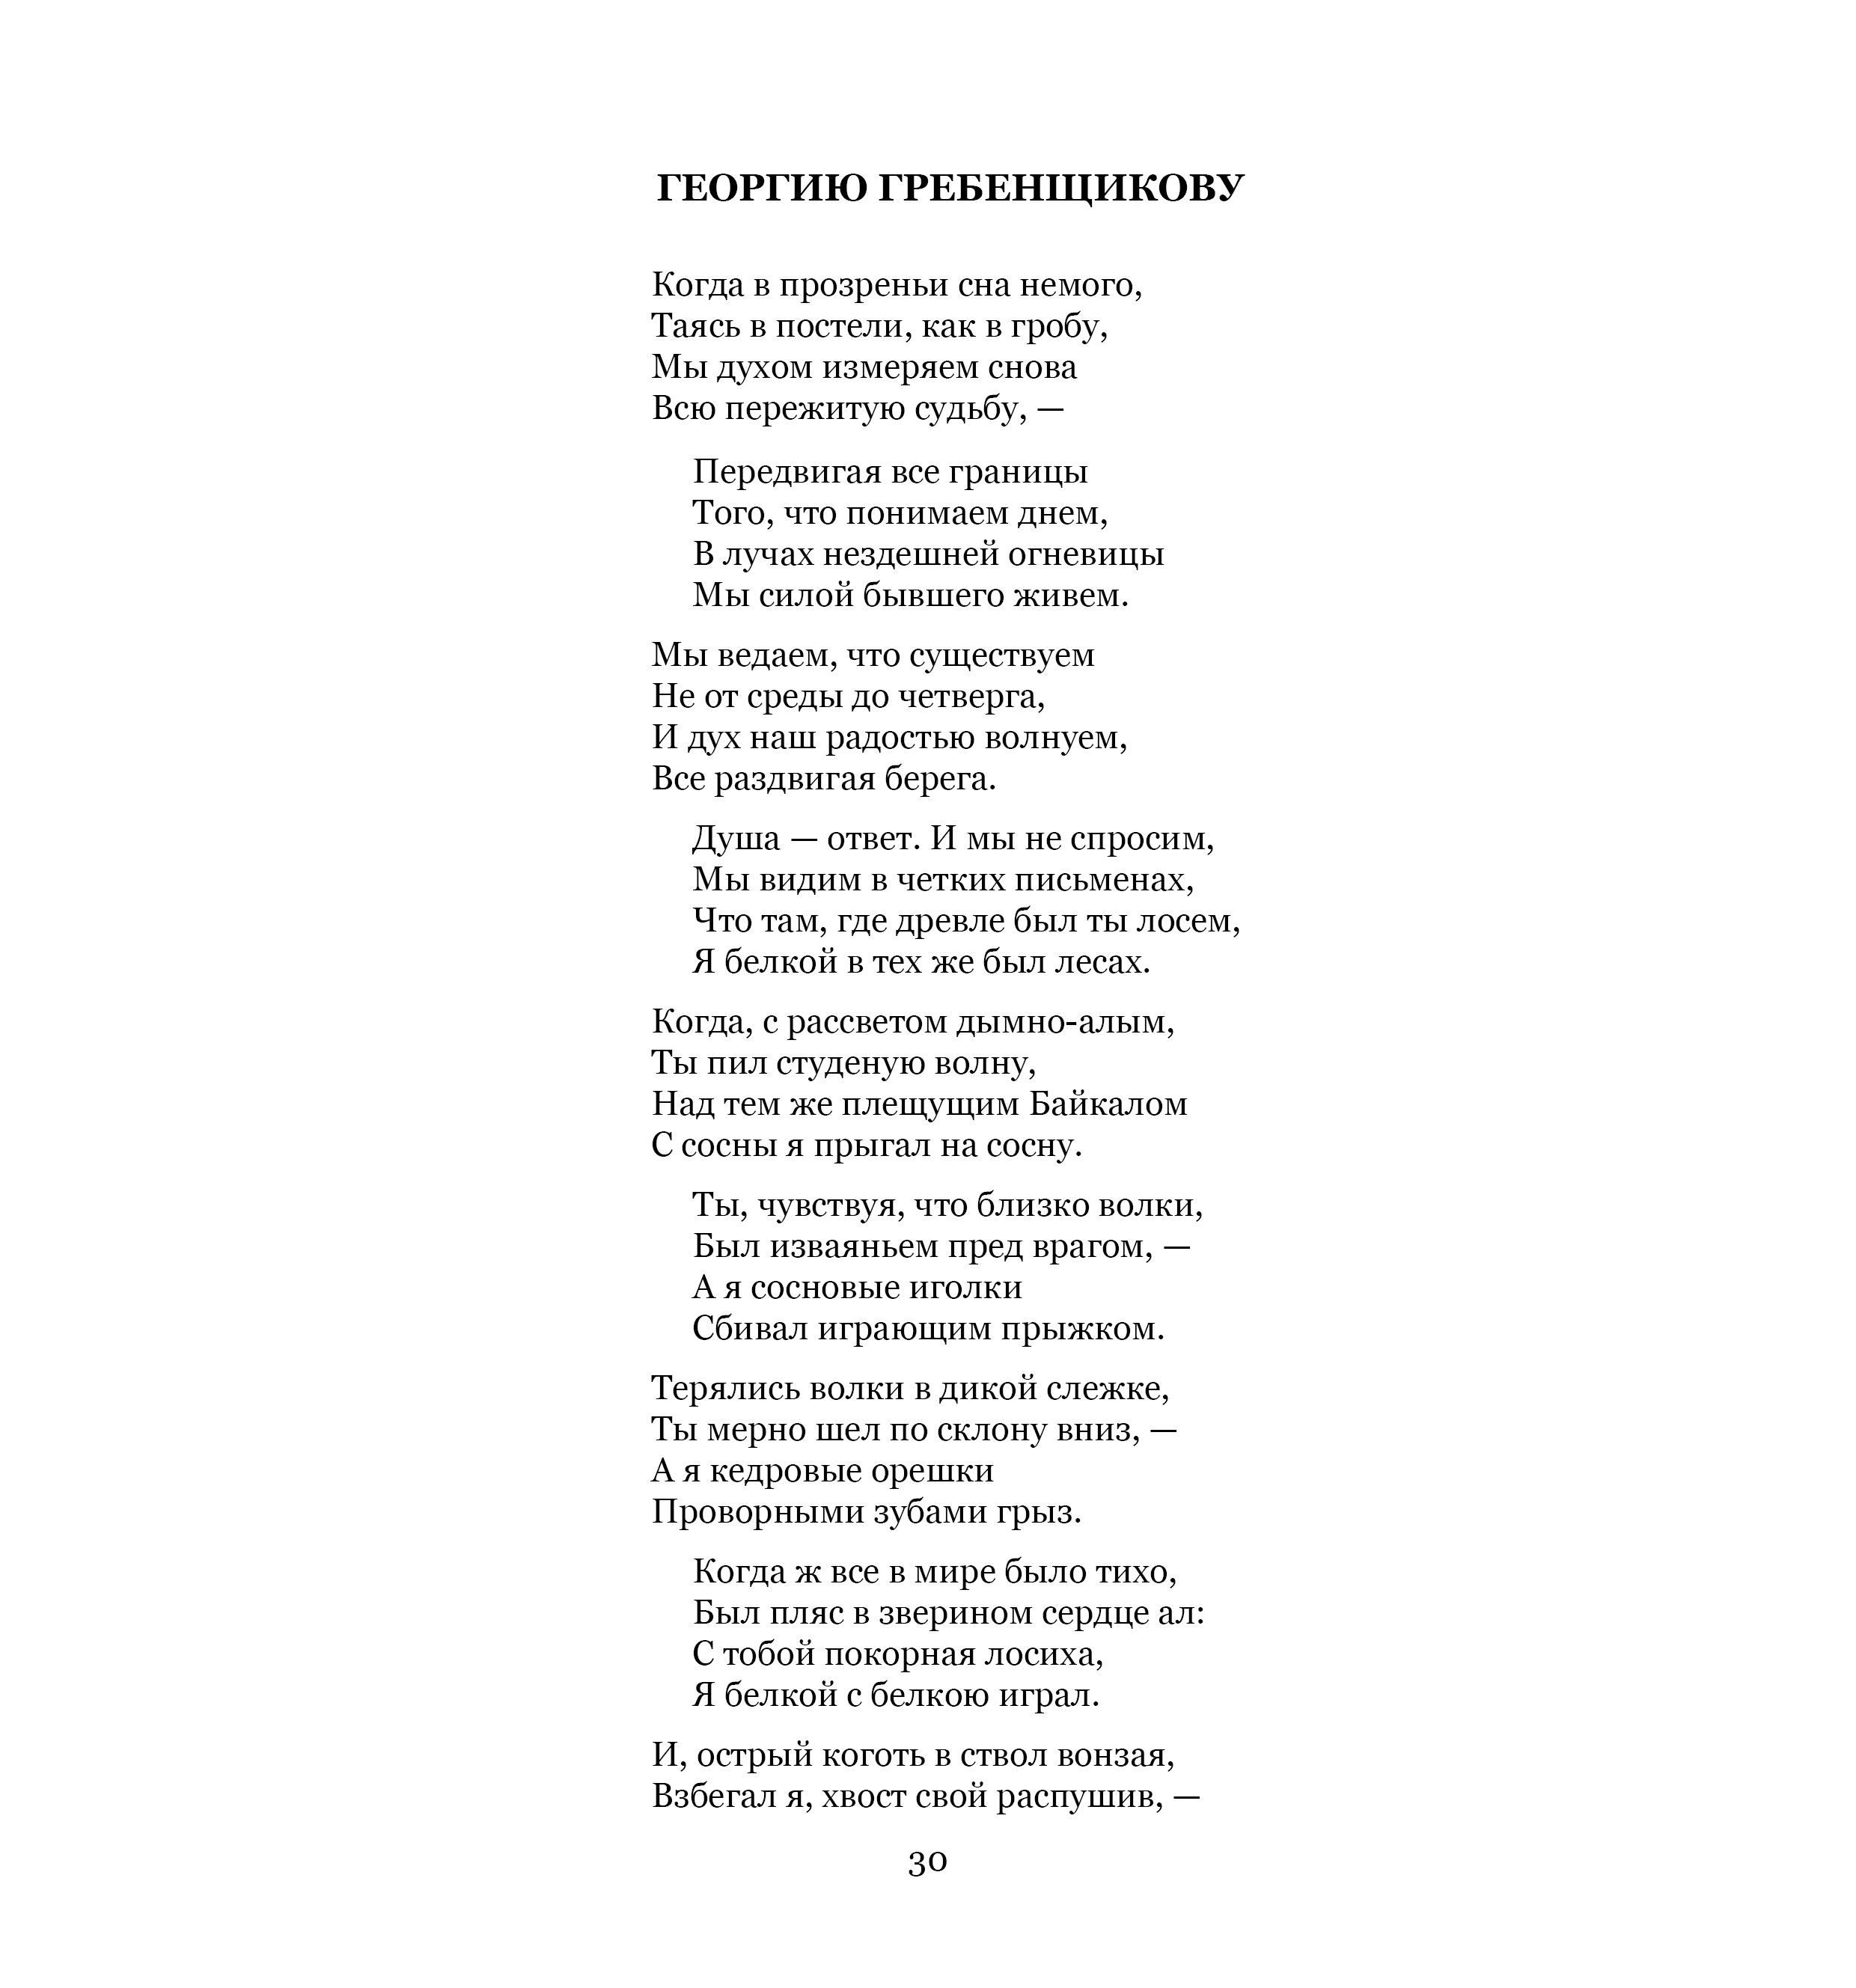 ГЕОРГИЮ ГРЕБЕНЩИКОВУ
Когда в прозреньи сна немого,
Таясь в постели, как в гробу,
Мы духом измеряем снова
Всю пережитую судьбу, —
Передвигая все границы
Того, что понимаем днем,
В лучах нездешней огневицы
Мы силой бывшего живем.
Мы ведаем, что существуем
Не от среды до четверга,
И дух наш радостью волнуем,
Все раздвигая берега.
Душа — ответ. И мы не спросим,
Мы видим в четких письменах,
Что там, где древле был ты лосем,
Я белкой в тех же был лесах.
Когда, с рассветом дымно-алым,
Ты пил студеную волну,
Над тем же плещущим Байкалом
С сосны я прыгал на сосну.
Ты, чувствуя, что близко волки,
Был изваяньем пред врагом, —
А я сосновые иголки
Сбивал играющим прыжком.
Терялись волки в дикой слежке,
Ты мерно шел по склону вниз, —
А я кедровые орешки
Проворными зубами грыз.
Когда ж все в мире было тихо,
Был пляс в зверином сердце ал:
С тобой покорная лосиха,
Я белкой с белкою играл.
И, острый коготь в ствол вонзая,
Взбегал я, хвост свой распушив, —
30